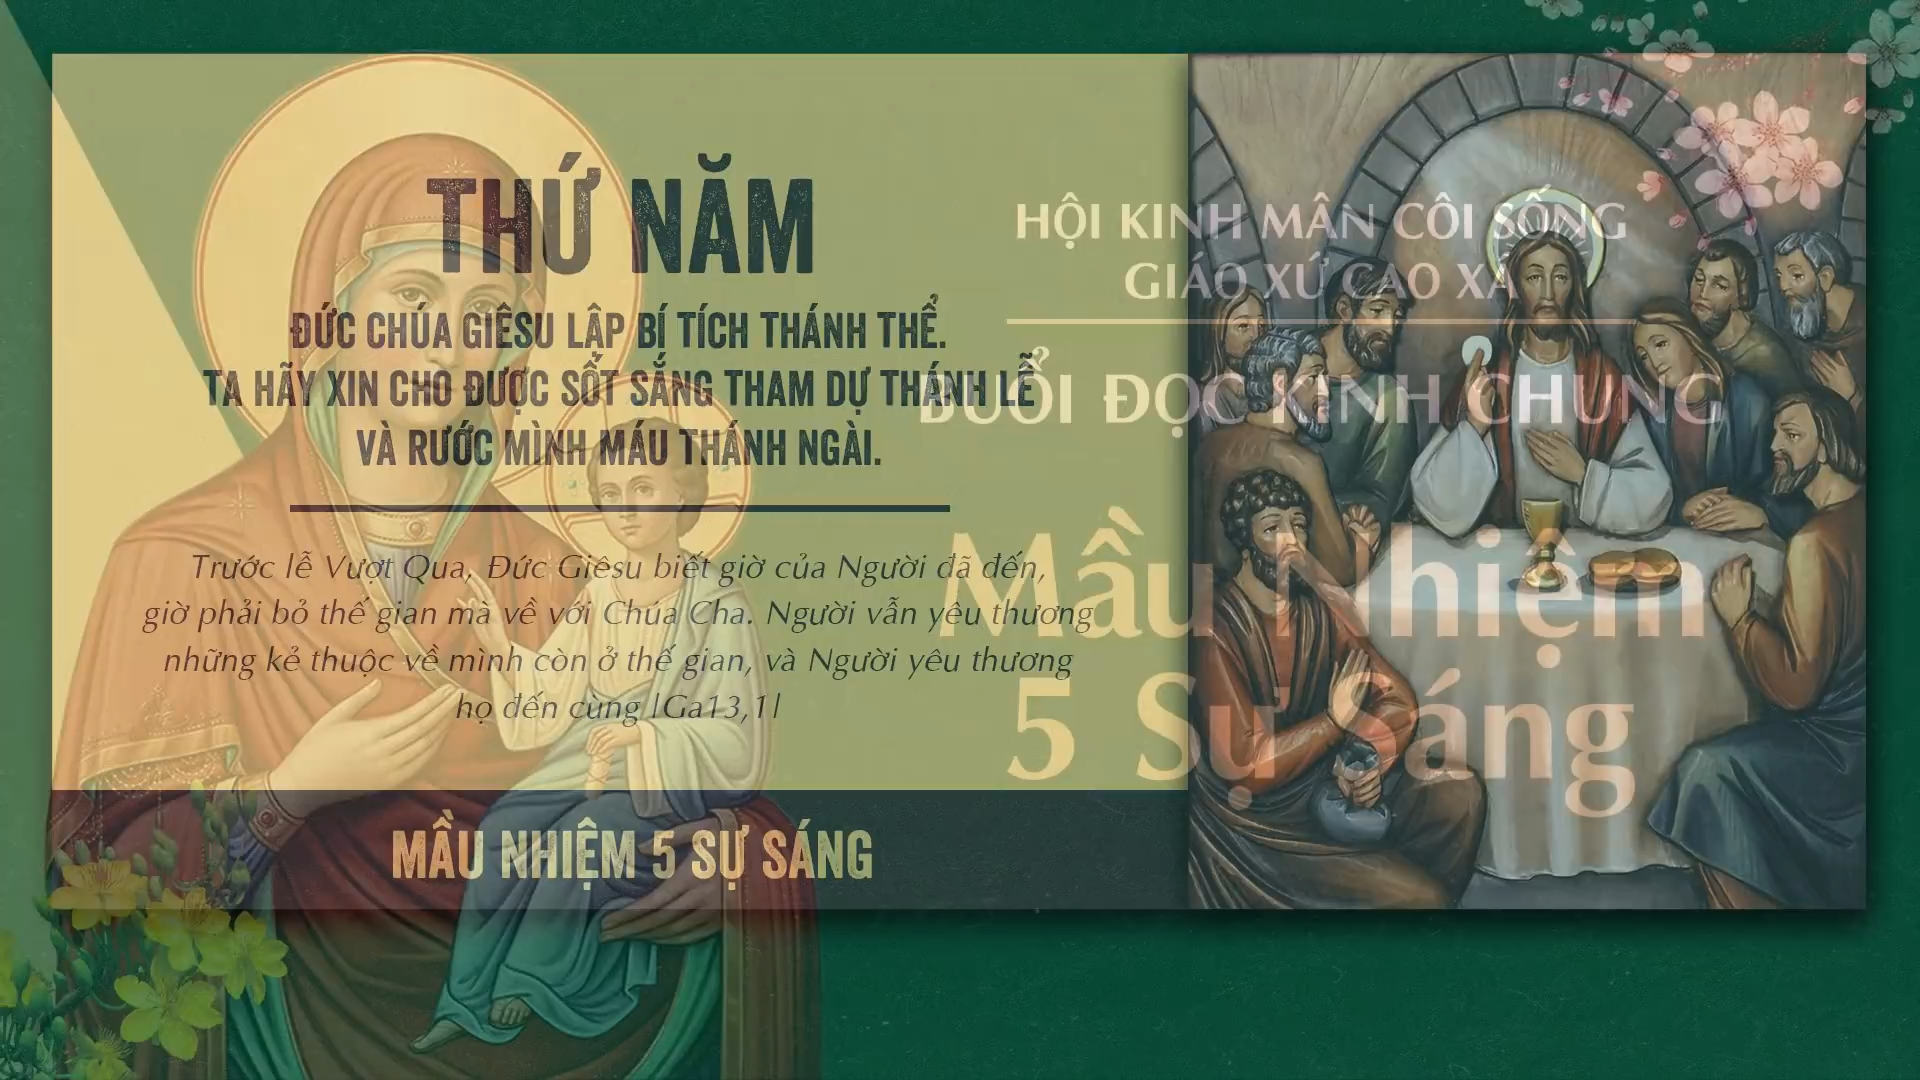 THỨ NĂM
ĐỨC CHÚA GIÊSU LẬP BÍ TÍCH THÁNH THỂ.
TA HÃY XIN CHO ĐƯỢC SỐT SẮNG THAM DỰ THÁNH LỄ
VÀ RƯỚC MÌNH MÁU THÁNH NGÀI.
Trước lễ Vượt Qua, Đức Giêsu biết giờ của Người đã đến,
giờ phải bỏ thế gian mà về với Chúa Cha. Người vẫn yêu thương
những kẻ thuộc về mình còn ở thế gian, và Người yêu thương
họ đến cùng |Ga13,1|
MẦU NHIỆM 5 SỰ SÁNG
HỘI KINH MÂN CÔI SỐNG
GIÁO XỨ CAO XÁ
BUỔI ĐỌC KINH CHUNG
Mầu Nhiệm
5 Sự Sáng